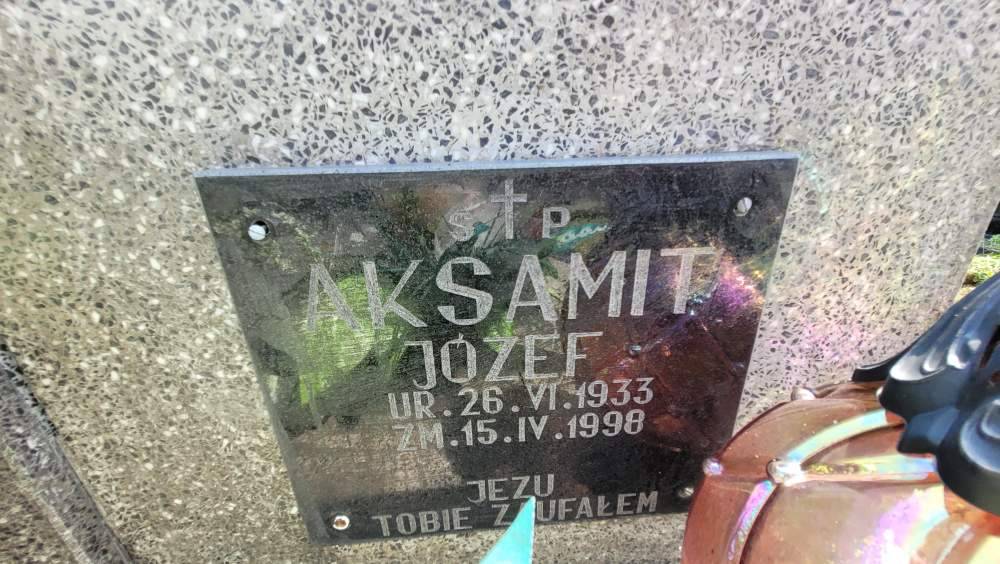 S † P
AKSAMIT
JÓZEF
UR. 26. VI. 1933
ZM. 15. IV. 1998
JEZU
TOBIE ZAUFAŁEM